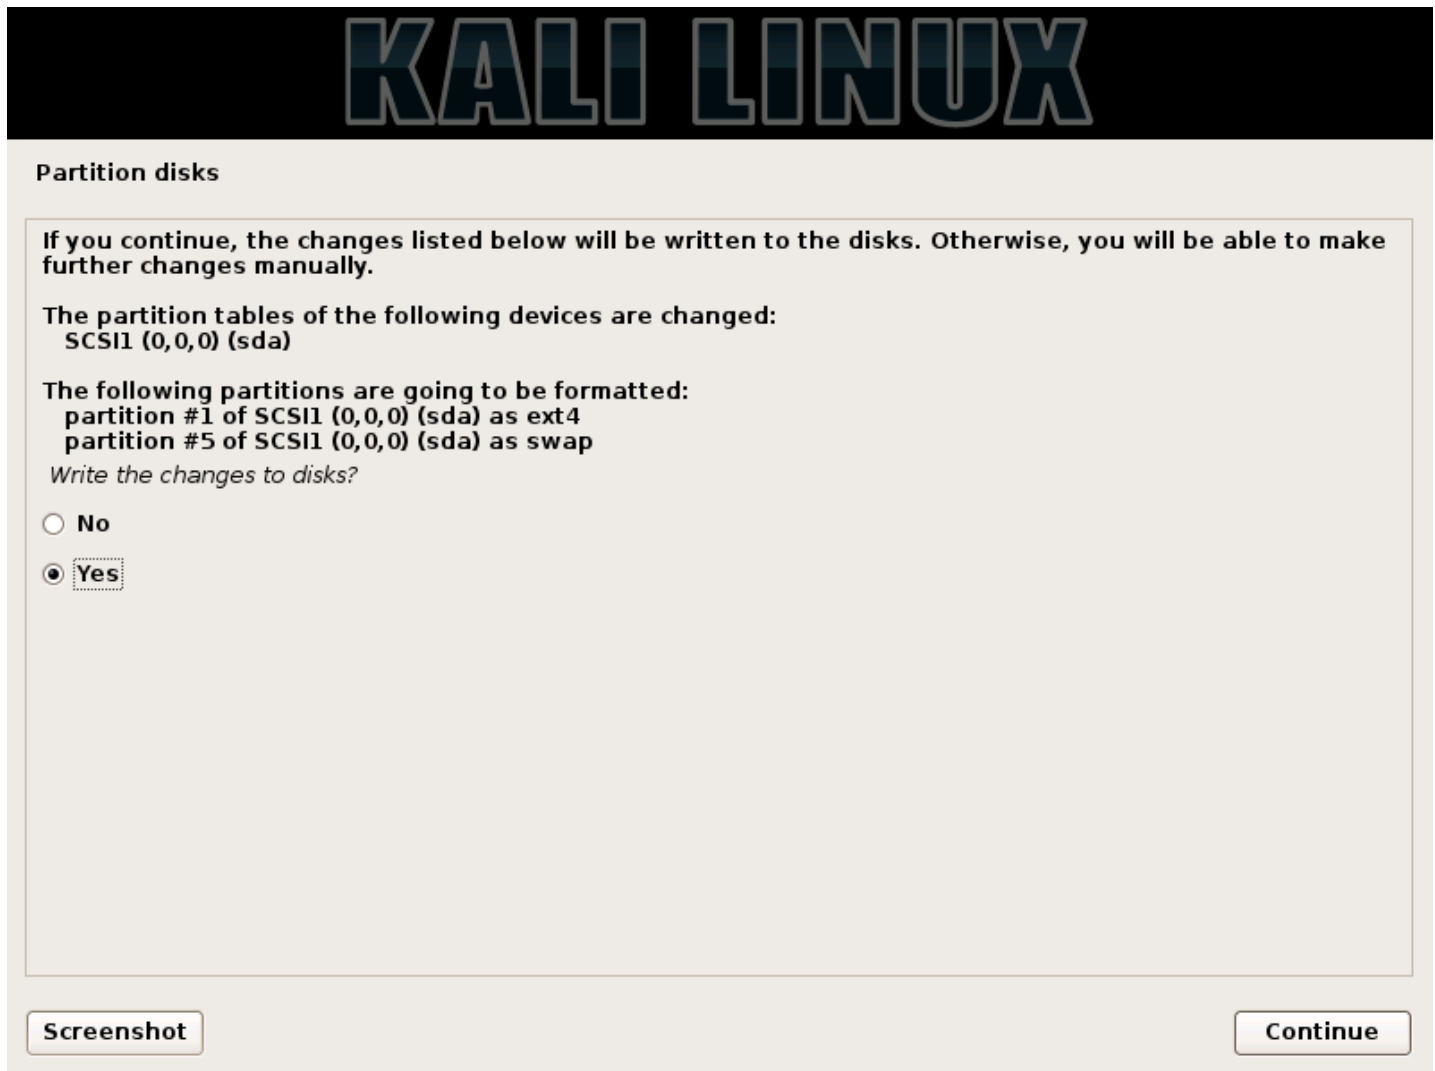 KALI LINUX
Partition disks
If you continue, the changes listed below will be written to the disks. Otherwise, you will be able to make
further changes manually.
The partition tables of the following devices are changed:
SCSI1 (0,0,0) (sda)
The following partitions are going to be formatted:
partition #1 of SCSI1 (0,0,0) (sda) as ext4
partition #5 of SCSI1 (0,0,0) (sda) as swap
Write the changes to disks?
No
Yes
Screenshot
Continue